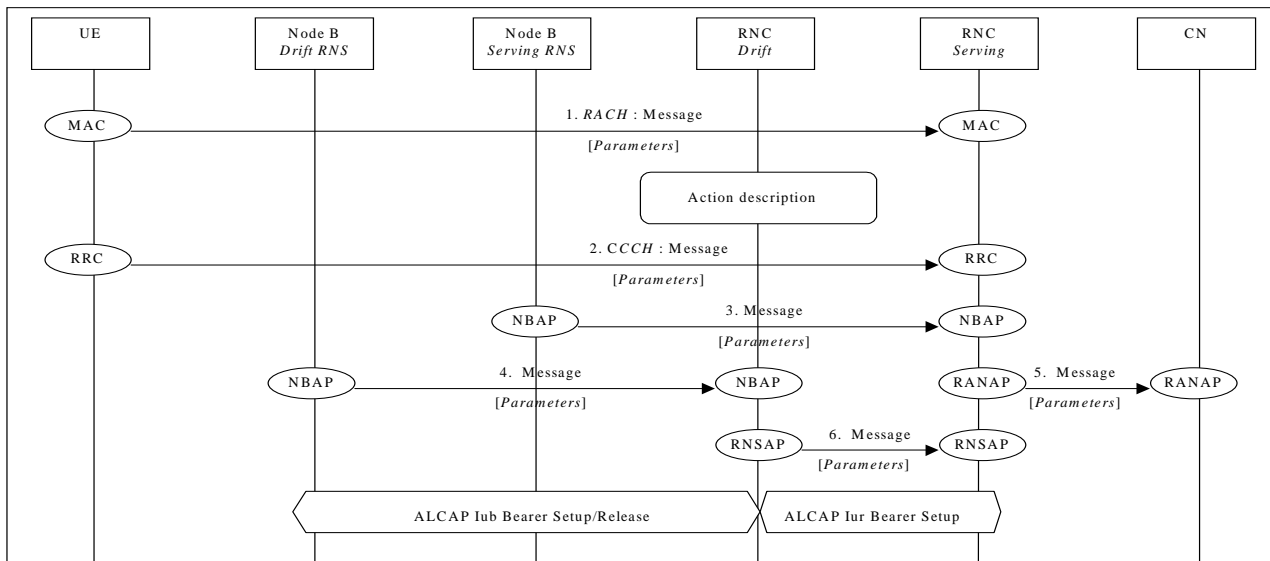 UE
Node B
Drift RNS
Node B
Serving RNS
RNC
Drift
RNC
Serving
CN
MAC
1. RACH : Message
MAC
[Parameters]
Action description
RRC
2. CCCH : Message
RRC
[Parameters]
NBAP
3. Message
NBAP
[Parameters]
NBAP
4. Message
NBAP
[Parameters]
RANAP
5. Message
RANAP
[Parameters]
RNSAP
6. Message
RNSAP
[Parameters]
ALCAP Iub Bearer Setup/Release
ALCAP Iur Bearer Setup